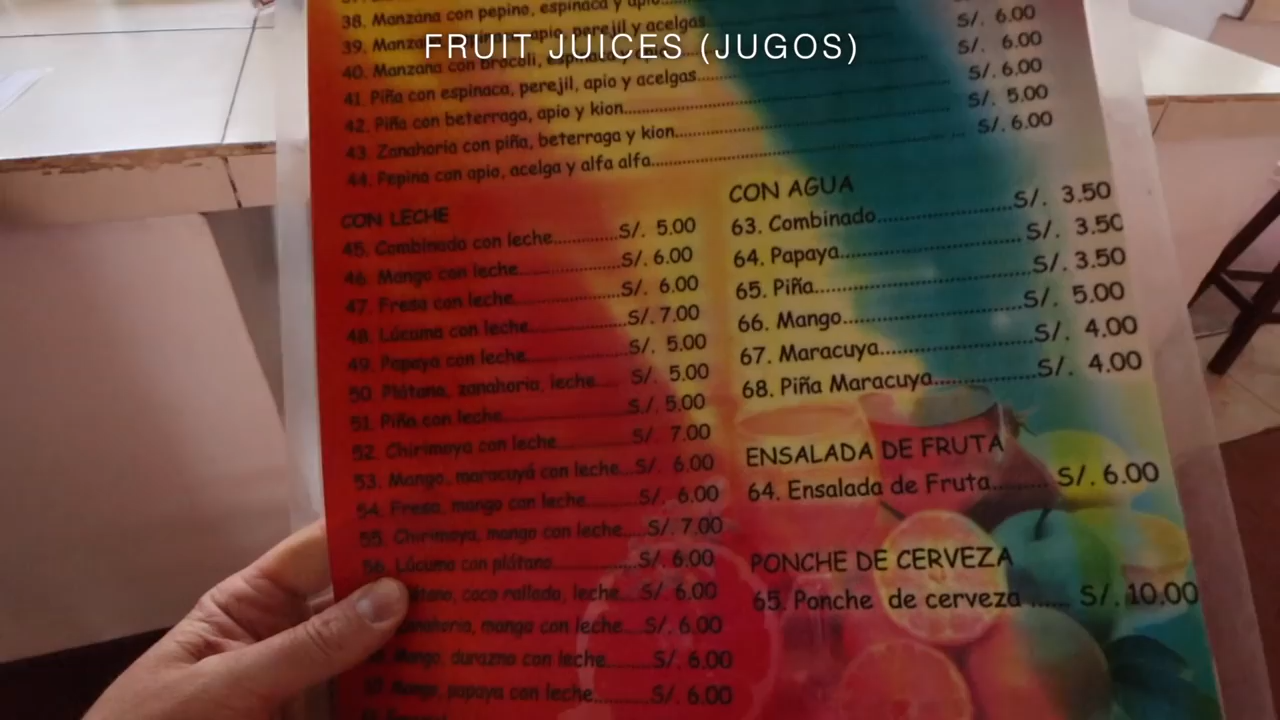 FRUIT JUICES (JUGOS)
38. Manzana con pepino, espinaca y apio
39. Manzana apio, perejil y acelgas S/. 6.00
40. Manzana con brócoli, S/. 6.00
41. Piña con espinaca, perejil, apio y acelgas S/. 6.00
42. Piña con beterraga, apio y kion S/. 5.00
43. Zanahoria con piña, beterraga y kion S/. 6.00
44. Pepino con apio, acelga y alfa alfa
CON LECHE
45. Combinado con leche S/. 5.00
46. Mango con leche S/. 6.00
47. Fresa con leche S/. 6.00
48. Lúcuma con leche S/. 7.00
49. Papaya con leche S/. 5.00
50. Plátano, zanahoria, leche S/. 5.00
51. Piña con leche S/. 5.00
52. Chirimoya con leche S/. 7.00
53. Mango, maracuyá con leche S/. 6.00
54. Fresa, mango con leche S/. 6.00
55. Chirimoya, mango con leche S/. 7.00
56. Lúcuma con plátano S/. 6.00
coco rallado, leche S/. 6.00
mango con leche S/. 6.00
Mango, durazno con leche S/. 6.00
Mango, papaya con leche S/. 6.00
CON AGUA
63. Combinado S/. 3.50
64. Papaya S/. 3.50
65. Piña S/. 3.50
66. Mango S/. 5.00
67. Maracuya S/. 4.00
68. Piña Maracuya S/. 4.00
ENSALADA DE FRUTA
64. Ensalada de Fruta S/. 6.00
PONCHE DE CERVEZA
65. Ponche de cerveza S/. 10.00